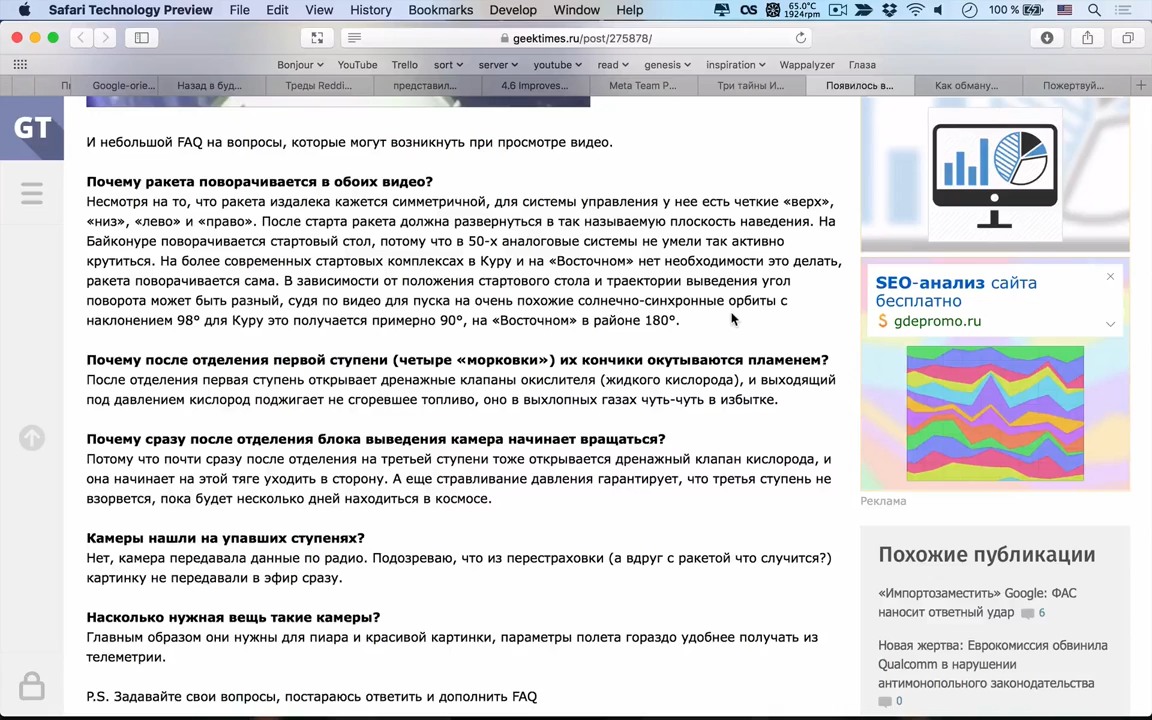 Safari Technology Preview File Edit View History Bookmarks Develop Window Help
OS 65.0°C 1924rpm 100 %
geektimes.ru/post/275878/
Bonjour YouTube Trello sort server youtube read genesis inspiration Wappalyzer Глаза
Google-orie... Назад в буд... Треды Reddi... представил... 4.6 Improves... Meta Team P... Три тайны И... Появилось в... Как обману... Пожертвуй...
GT
И небольшой FAQ на вопросы, которые могут возникнуть при просмотре видео.
Почему ракета поворачивается в обоих видео?
Несмотря на то, что ракета издалека кажется симметричной, для системы управления у нее есть четкие «верх»,
«низ», «лево» и «право». После старта ракета должна развернуться в так называемую плоскость наведения. На
Байконуре поворачивается стартовый стол, потому что в 50-х аналоговые системы не умели так активно
крутиться. На более современных стартовых комплексах в Куру и на «Восточном» нет необходимости это делать,
ракета поворачивается сама. В зависимости от положения стартового стола и траектории выведения угол
поворота может быть разный, судя по видео для пуска на очень похожие солнечно-синхронные орбиты с
наклонением 98° для Куру это получается примерно 90°, на «Восточном» в районе 180°.
Почему после отделения первой ступени (четыре «морковки») их кончики окутываются пламенем?
После отделения первая ступень открывает дренажные клапаны окислителя (жидкого кислорода), и выходящий
под давлением кислород поджигает не сгоревшее топливо, оно в выхлопных газах чуть-чуть в избытке.
Почему сразу после отделения блока выведения камера начинает вращаться?
Потому что почти сразу после отделения на третьей ступени тоже открывается дренажный клапан кислорода, и
она начинает на этой тяге уходить в сторону. А еще стравливание давления гарантирует, что третья ступень не
взорвется, пока будет несколько дней находиться в космосе.
Камеры нашли на упавших ступенях?
Нет, камера передавала данные по радио. Подозреваю, что из перестраховки (а вдруг с ракетой что случится?)
картинку не передавали в эфир сразу.
Насколько нужная вещь такие камеры?
Главным образом они нужны для пиара и красивой картинки, параметры полета гораздо удобнее получать из
телеметрии.
P.S. Задавайте свои вопросы, постараюсь ответить и дополнить FAQ
SEO-анализ сайта
бесплатно
$ gdepromo.ru
Реклама
Похожие публикации
«Импортозаместить» Google: ФАС
наносит ответный удар 6
Новая жертва: Еврокомиссия обвинила
Qualcomm в нарушении
антимонопольного законодательства
0